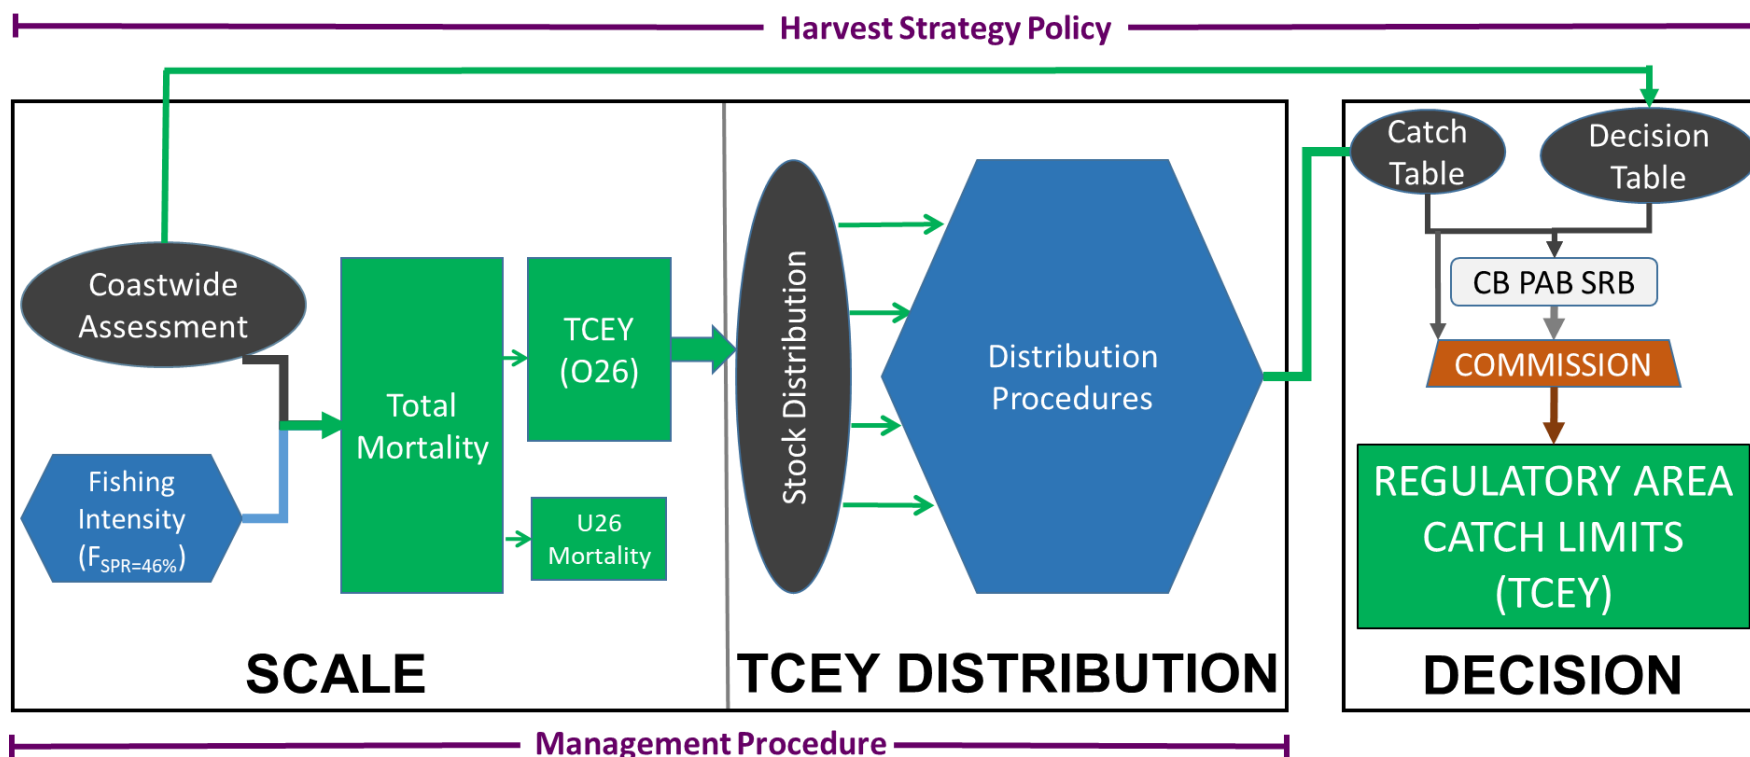 Harvest Strategy Policy
Coastwide
Assessment
Fishing
Intensity
(F_SPR=46%)
Total
Mortality
TCEY
(O26)
U26
Mortality
SCALE
Stock Distribution
Distribution
Procedures
TCEY DISTRIBUTION
Catch
Table
Decision
Table
CB PAB SRB
COMMISSION
REGULATORY AREA
CATCH LIMITS
(TCEY)
DECISION
Management Procedure